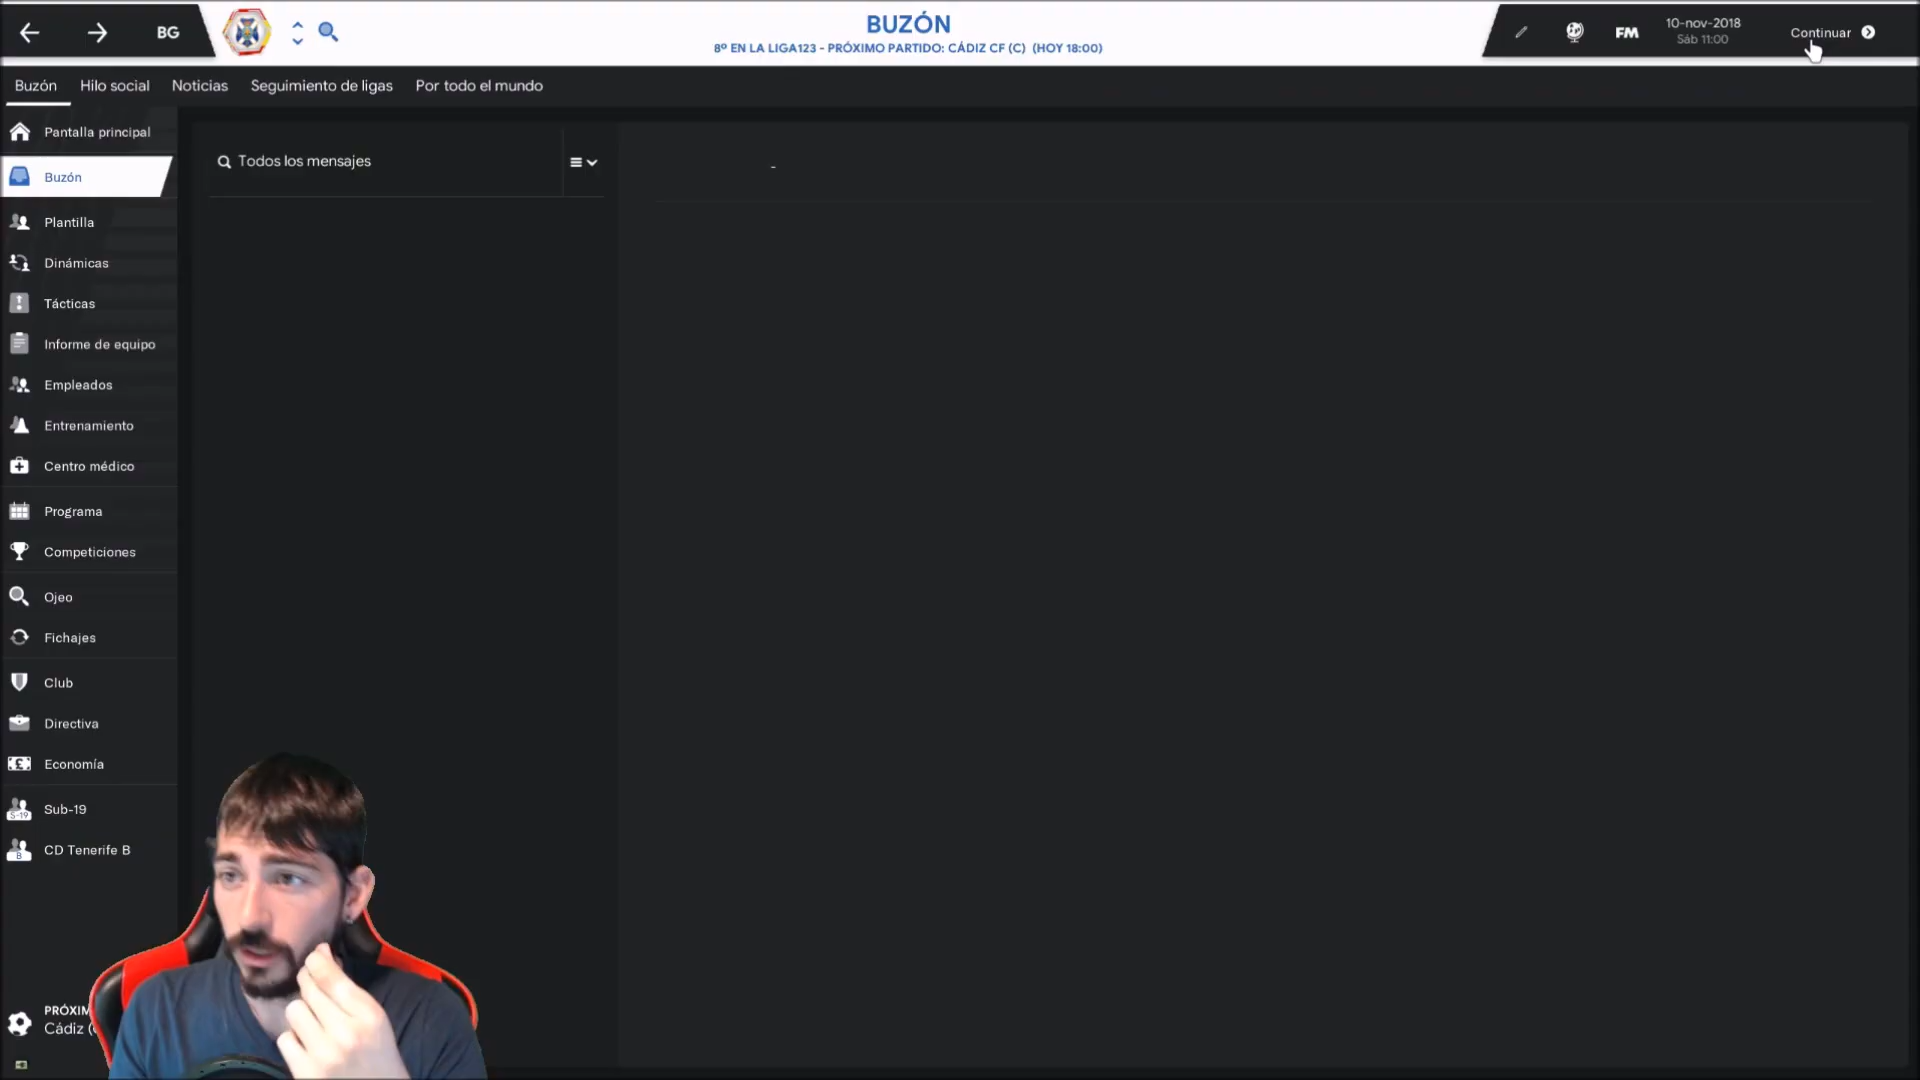 BG
BUZÓN
8º EN LA LIGA123 - PRÓXIMO PARTIDO: CÁDIZ CF (C) (HOY 18:00)
FM
10-nov-2018
Sáb 11:00
Continuar
Buzón
Hilo social
Noticias
Seguimiento de ligas
Por todo el mundo
Pantalla principal
Buzón
Plantilla
Dinámicas
Tácticas
Informe de equipo
Empleados
Entrenamiento
Centro médico
Programa
Competiciones
Ojeo
Fichajes
Club
Directiva
Economía
S-19
Sub-19
B
CD Tenerife B
Todos los mensajes
-
Cádiz